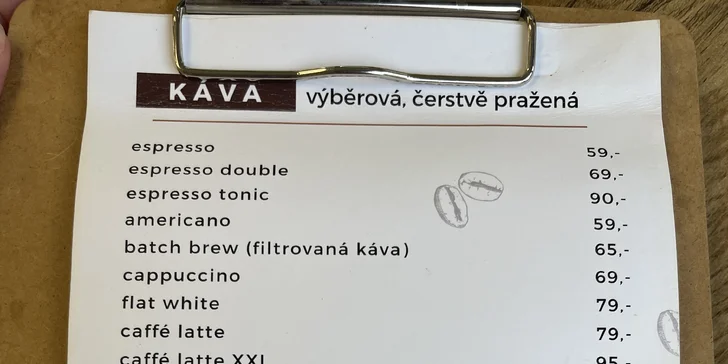 KÁVA výběrová, čerstvě pražená
espresso 59,-
espresso double 69,-
espresso tonic 90,-
americano 59,-
batch brew (filtrovaná káva) 65,-
cappuccino 69,-
flat white 79,-
caffé latte 79,-
caffé latte XXL 95,-